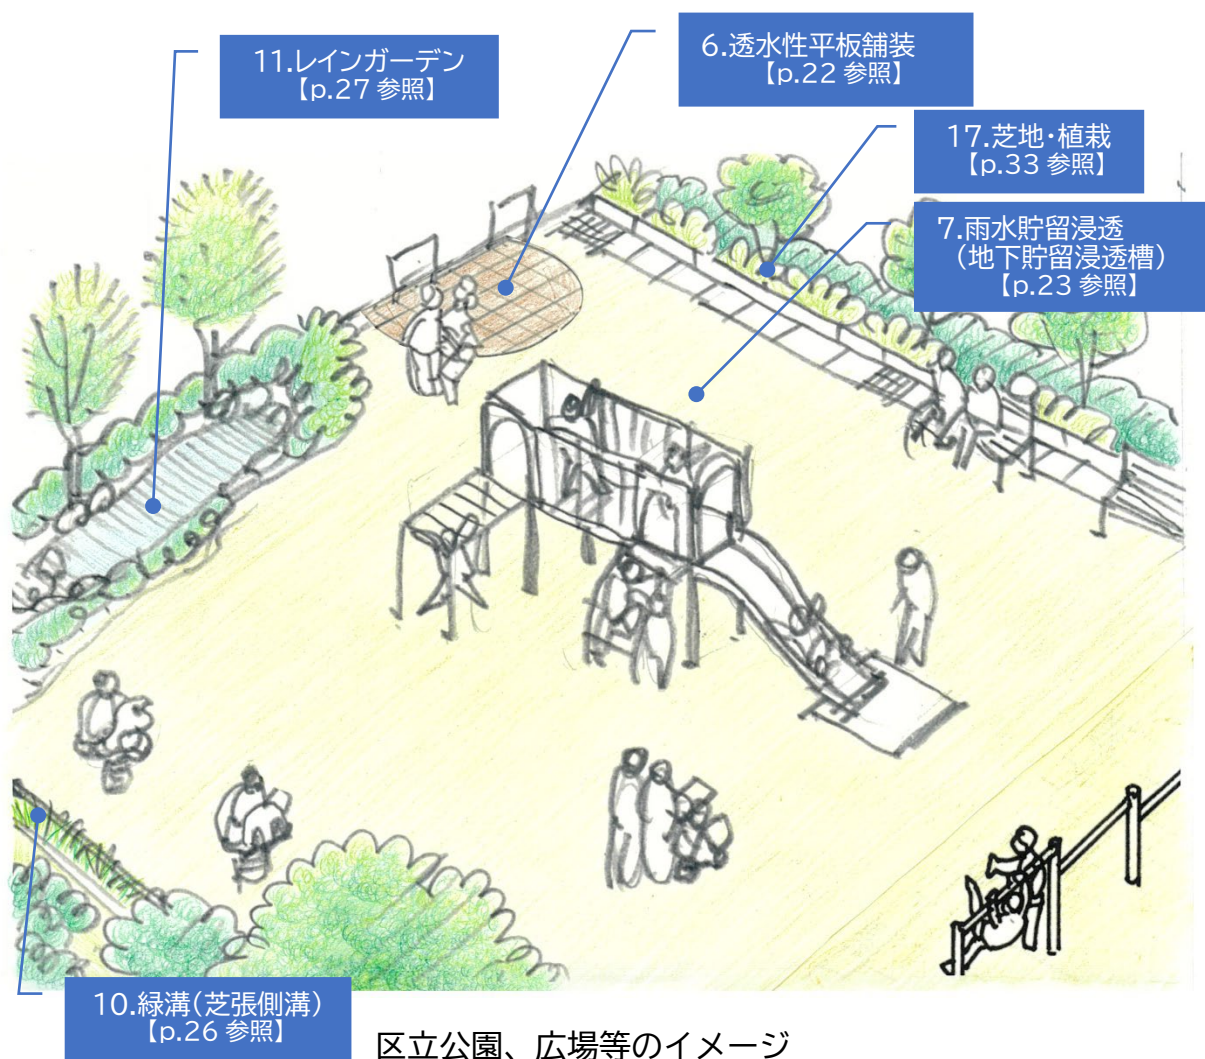 11.レインガーデン
【p.27 参照】
6.透水性平板舗装
【p.22 参照】
17.芝地・植栽
【p.33 参照】
7.雨水貯留浸透
（地下貯留浸透槽）
【p.23 参照】
10.緑溝（芝張側溝）
【p.26 参照】
区立公園、広場等のイメージ